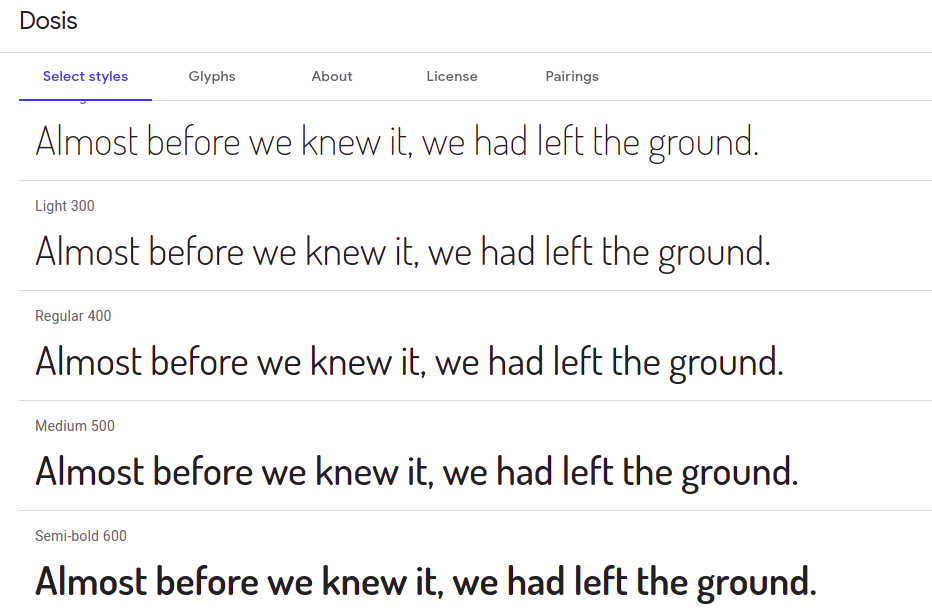 Dosis
Select styles Glyphs About License Pairings
Almost before we knew it, we had left the ground.
Light 300
Almost before we knew it, we had left the ground.
Regular 400
Almost before we knew it, we had left the ground.
Medium 500
Almost before we knew it, we had left the ground.
Semi-bold 600
Almost before we knew it, we had left the ground.